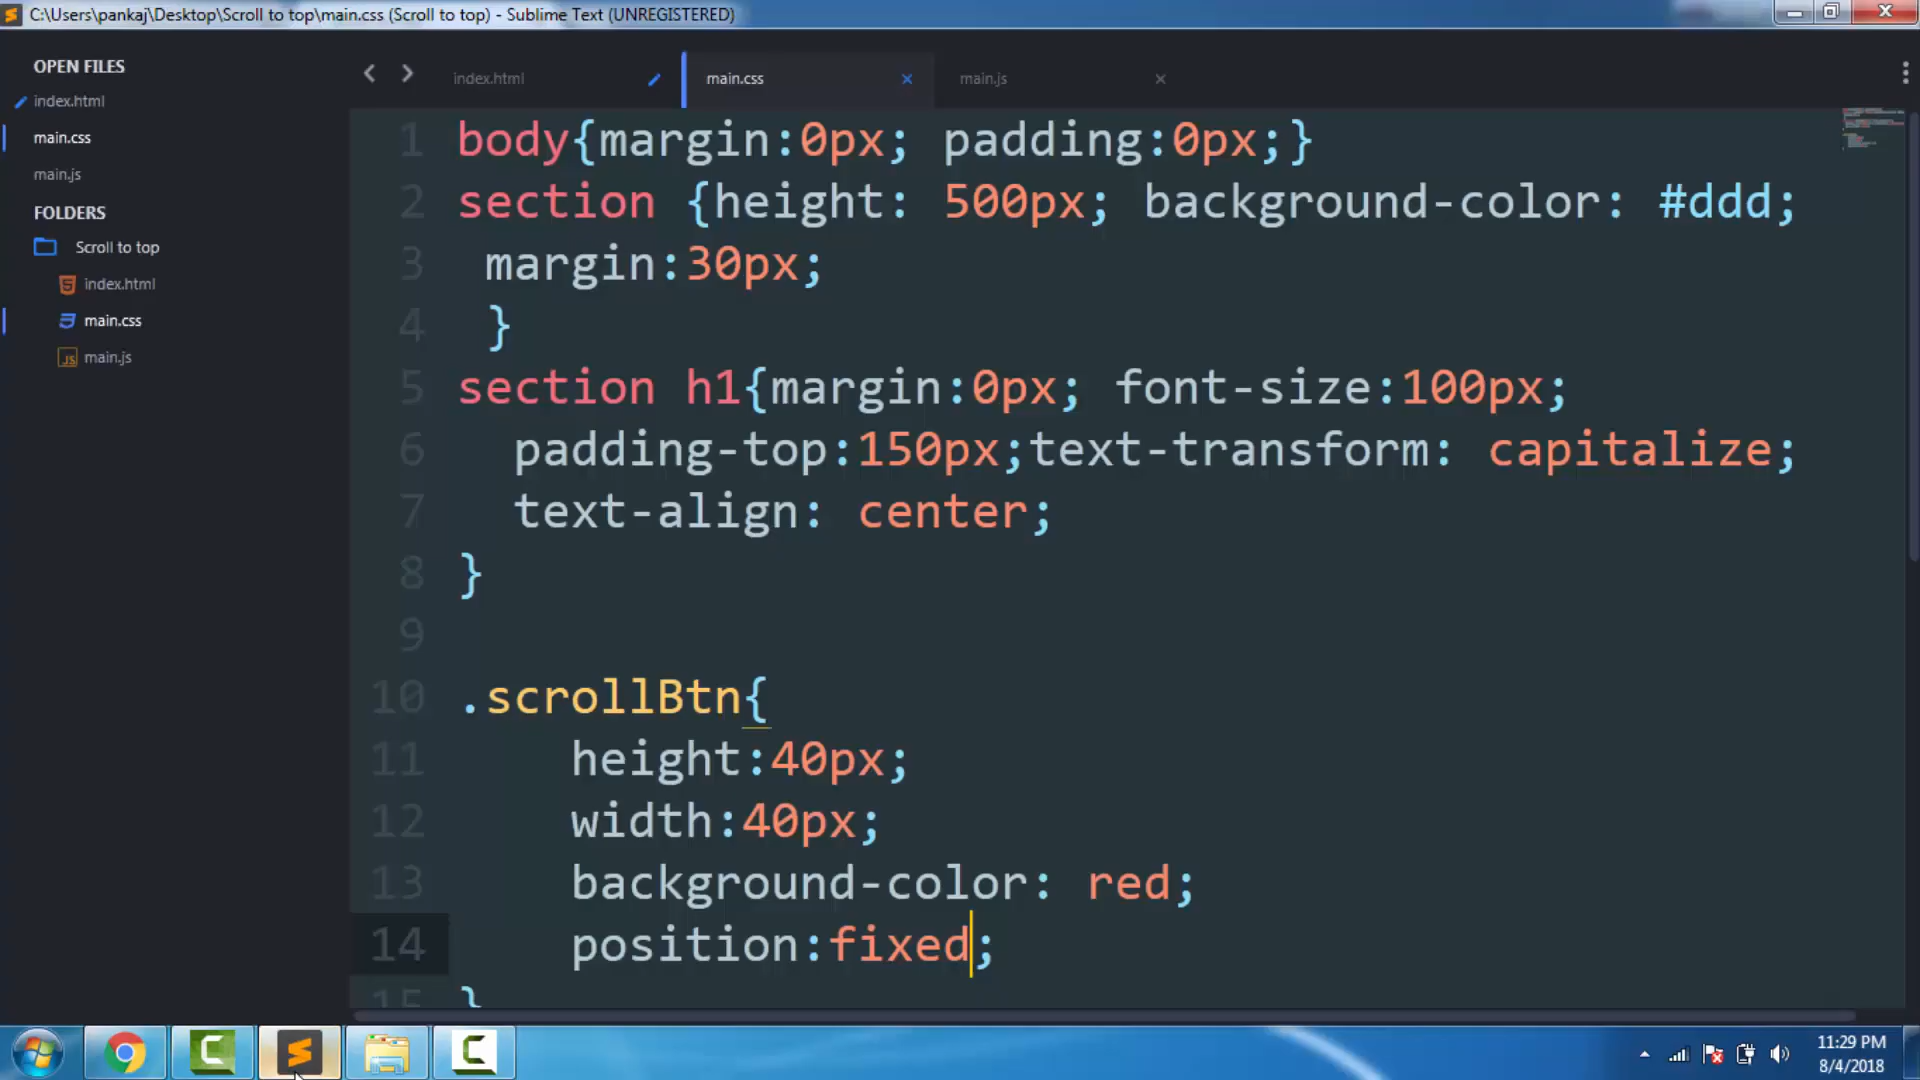 C:\Users\pankaj\Desktop\Scroll to top\main.css (Scroll to top) - Sublime Text (UNREGISTERED)
OPEN FILES
index.html
main.css
main.js
FOLDERS
Scroll to top
index.html
main.css
JS main.js
index.html
main.css
main.js
1 body{margin:0px; padding:0px;}
2 section {height: 500px; background-color: #ddd;
3 margin:30px;
4 }
5 section h1{margin:0px; font-size:100px;
6 padding-top:150px;text-transform: capitalize;
7 text-align: center;
8 }
9
10 .scrollBtn{
11 height:40px;
12 width:40px;
13 background-color: red;
14 position:fixed;
15 }
11:29 PM
8/4/2018